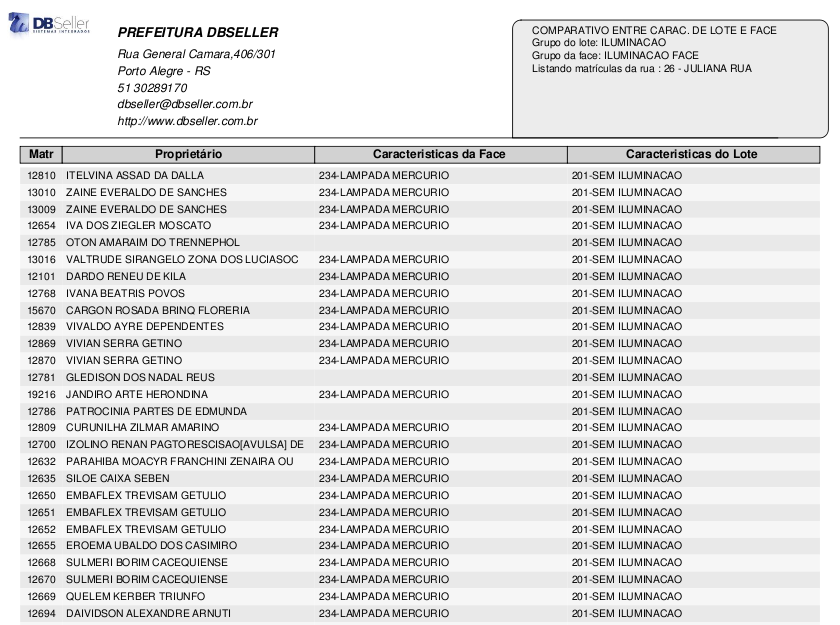 DBSeller
SISTEMAS INTEGRADOS
PREFEITURA DBSELLER
Rua General Camara,406/301
Porto Alegre - RS
51 30289170
dbseller@dbseller.com.br
http://www.dbseller.com.br
COMPARATIVO ENTRE CARAC. DE LOTE E FACE
Grupo do lote: ILUMINACAO
Grupo da face: ILUMINACAO FACE
Listando matrículas da rua : 26 - JULIANA RUA
Matr Proprietário Caracteristicas da Face Caracteristicas do Lote
12810 ITELVINA ASSAD DA DALLA 234-LAMPADA MERCURIO 201-SEM ILUMINACAO
13010 ZAINE EVERALDO DE SANCHES 234-LAMPADA MERCURIO 201-SEM ILUMINACAO
13009 ZAINE EVERALDO DE SANCHES 234-LAMPADA MERCURIO 201-SEM ILUMINACAO
12654 IVA DOS ZIEGLER MOSCATO 234-LAMPADA MERCURIO 201-SEM ILUMINACAO
12785 OTON AMARAIM DO TRENNEPHOL 201-SEM ILUMINACAO
13016 VALTRUDE SIRANGELO ZONA DOS LUCIASOC 234-LAMPADA MERCURIO 201-SEM ILUMINACAO
12101 DARDO RENEU DE KILA 234-LAMPADA MERCURIO 201-SEM ILUMINACAO
12768 IVANA BEATRIS POVOS 234-LAMPADA MERCURIO 201-SEM ILUMINACAO
15670 CARGON ROSADA BRINQ FLORERIA 234-LAMPADA MERCURIO 201-SEM ILUMINACAO
12839 VIVALDO AYRE DEPENDENTES 234-LAMPADA MERCURIO 201-SEM ILUMINACAO
12869 VIVIAN SERRA GETINO 234-LAMPADA MERCURIO 201-SEM ILUMINACAO
12870 VIVIAN SERRA GETINO 234-LAMPADA MERCURIO 201-SEM ILUMINACAO
12781 GLEDISON DOS NADAL REUS 201-SEM ILUMINACAO
19216 JANDIRO ARTE HERONDINA 234-LAMPADA MERCURIO 201-SEM ILUMINACAO
12786 PATROCINIA PARTES DE EDMUNDA 201-SEM ILUMINACAO
12809 CURUNILHA ZILMAR AMARINO 234-LAMPADA MERCURIO 201-SEM ILUMINACAO
12700 IZOLINO RENAN PAGTORESCISAO[AVULSA] DE 234-LAMPADA MERCURIO 201-SEM ILUMINACAO
12632 PARAHIBA MOACYR FRANCHINI ZENAIRA OU 234-LAMPADA MERCURIO 201-SEM ILUMINACAO
12635 SILOE CAIXA SEBEN 234-LAMPADA MERCURIO 201-SEM ILUMINACAO
12650 EMBAFLEX TREVISAM GETULIO 234-LAMPADA MERCURIO 201-SEM ILUMINACAO
12651 EMBAFLEX TREVISAM GETULIO 234-LAMPADA MERCURIO 201-SEM ILUMINACAO
12652 EMBAFLEX TREVISAM GETULIO 234-LAMPADA MERCURIO 201-SEM ILUMINACAO
12655 EROEMA UBALDO DOS CASIMIRO 234-LAMPADA MERCURIO 201-SEM ILUMINACAO
12668 SULMERI BORIM CACEQUIENSE 234-LAMPADA MERCURIO 201-SEM ILUMINACAO
12670 SULMERI BORIM CACEQUIENSE 234-LAMPADA MERCURIO 201-SEM ILUMINACAO
12669 QUELEM KERBER TRIUNFO 234-LAMPADA MERCURIO 201-SEM ILUMINACAO
12694 DAIVIDSON ALEXANDRE ARNUTI 234-LAMPADA MERCURIO 201-SEM ILUMINACAO